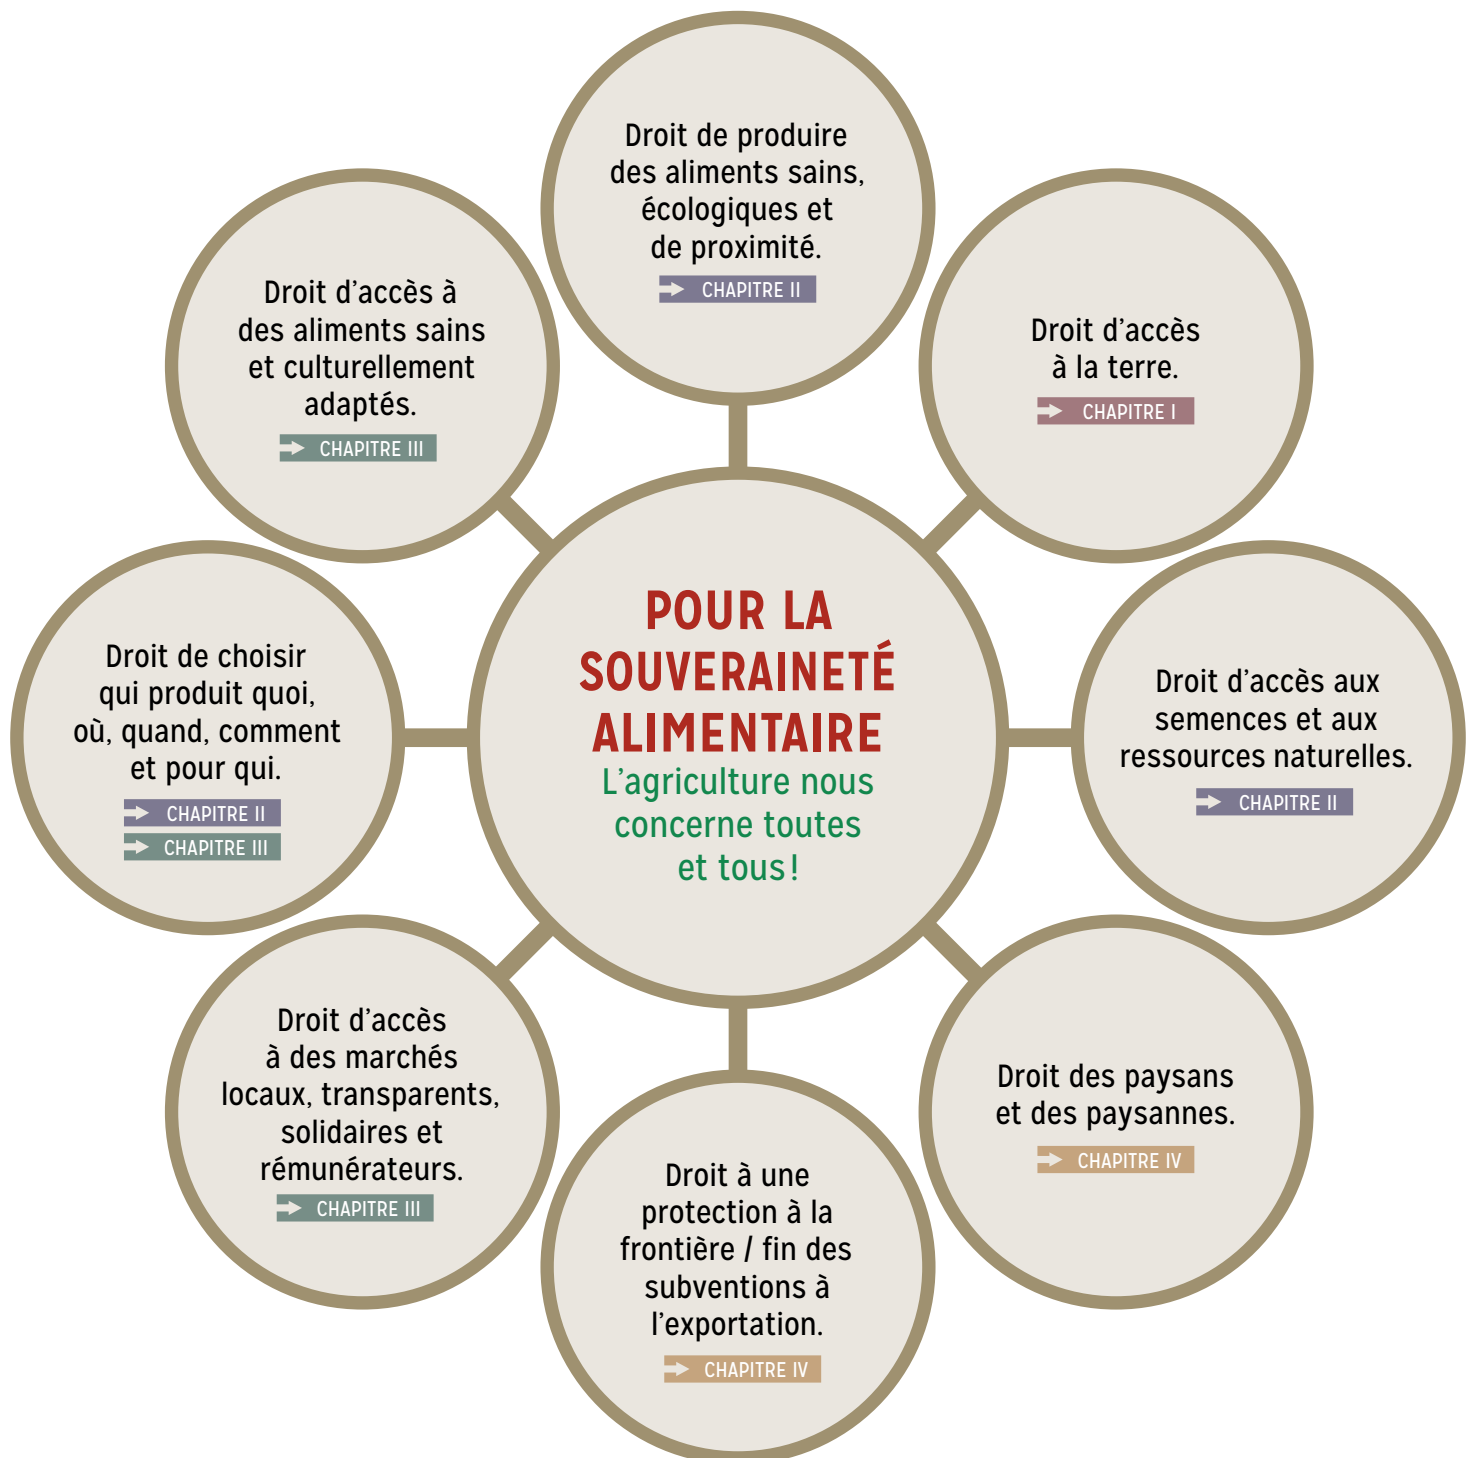 Droit de produire
des aliments sains,
écologiques et
de proximité.
CHAPITRE II
Droit d'accès
à la terre.
CHAPITRE I
Droit d'accès aux
semences et aux
ressources naturelles.
CHAPITRE II
Droit des paysans
et des paysannes.
CHAPITRE IV
Droit à une
protection à la
frontière / fin des
subventions à
l'exportation.
CHAPITRE IV
Droit d'accès
à des marchés
locaux, transparents,
solidaires et
rémunérateurs.
CHAPITRE III
Droit de choisir
qui produit quoi,
où, quand, comment
et pour qui.
CHAPITRE II
CHAPITRE III
Droit d'accès à
des aliments sains
et culturellement
adaptés.
CHAPITRE III
POUR LA
SOUVERAINETÉ
ALIMENTAIRE
L'agriculture nous
concerne toutes
et tous !